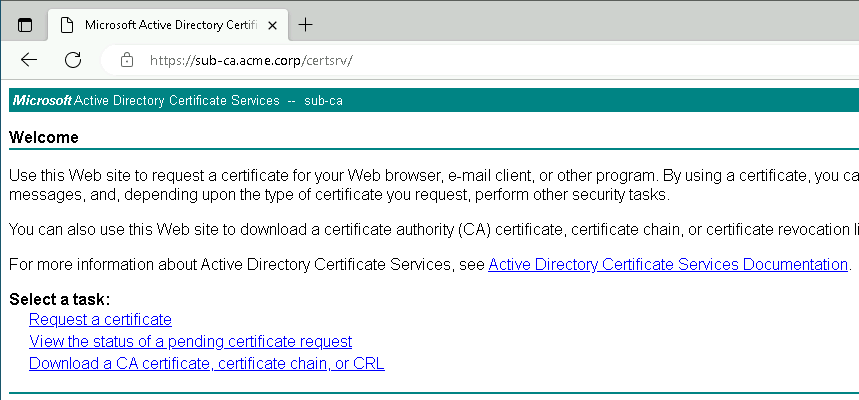 Microsoft Active Directory Certifi
https://sub-ca.acme.corp/certsrv/
Microsoft Active Directory Certificate Services -- sub-ca
Welcome
Use this Web site to request a certificate for your Web browser, e-mail client, or other program. By using a certificate, you ca
messages, and, depending upon the type of certificate you request, perform other security tasks.
You can also use this Web site to download a certificate authority (CA) certificate, certificate chain, or certificate revocation li
For more information about Active Directory Certificate Services, see Active Directory Certificate Services Documentation.
Select a task:
Request a certificate
View the status of a pending certificate request
Download a CA certificate, certificate chain, or CRL